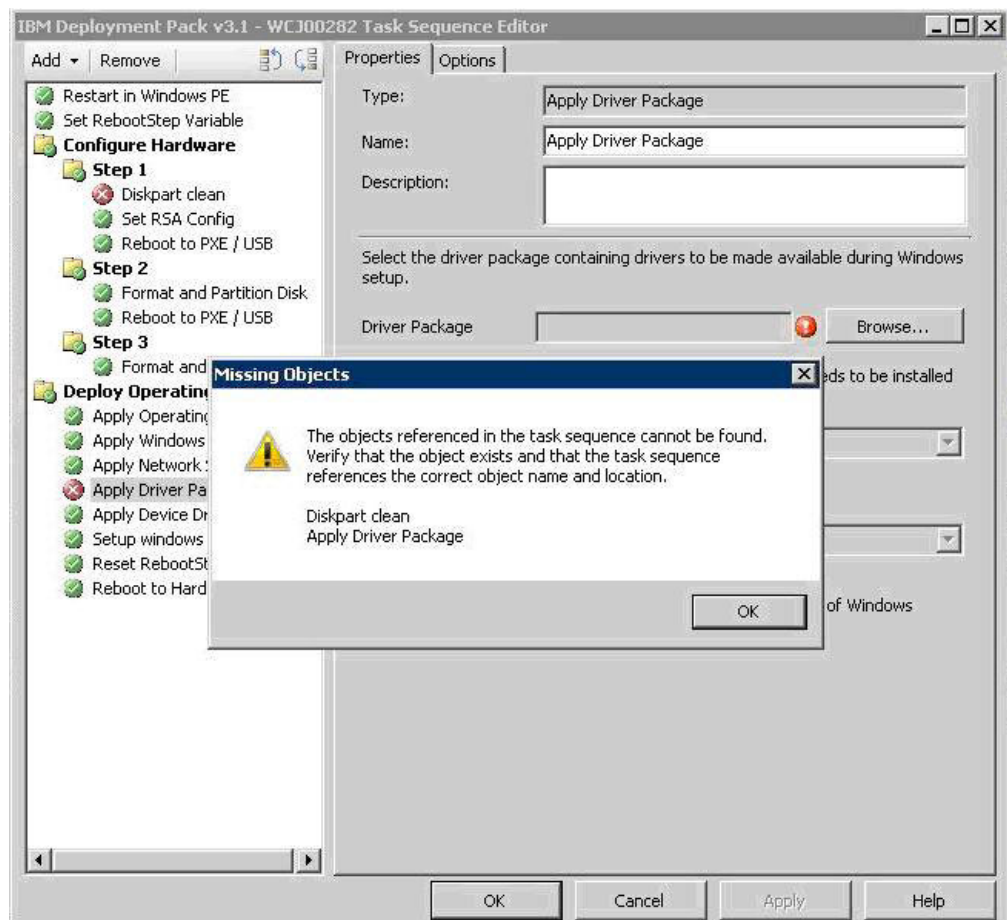 IBM Deployment Pack v3.1 - WCJ00282 Task Sequence Editor
Add Remove
Properties Options
Restart in Windows PE
Set RebootStep Variable
Configure Hardware
Step 1
Diskpart clean
Set RSA Config
Reboot to PXE / USB
Step 2
Format and Partition Disk
Reboot to PXE / USB
Step 3
Format and
Deploy Operating
Apply Operating
Apply Windows
Apply Network
Apply Driver Pa
Apply Device Dr
Setup windows
Reset RebootSt
Reboot to Hard
Type: Apply Driver Package
Name: Apply Driver Package
Description:
Select the driver package containing drivers to be made available during Windows
setup.
Driver Package Browse...
eds to be installed
of Windows
Missing Objects
The objects referenced in the task sequence cannot be found.
Verify that the object exists and that the task sequence
references the correct object name and location.
Diskpart clean
Apply Driver Package
OK
OK Cancel Apply Help